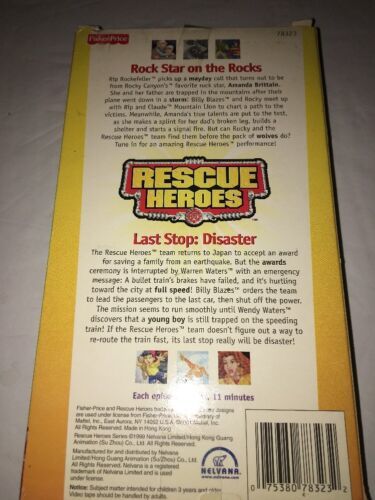 Fisher-Price
78323
Rock Star on the Rocks
Rip Rockefeller™ picks up a mayday call that turns out to be
from Rocky Canyon's™ favorite rock star, Amanda Brittain.
She and her father are trapped in the mountains after their
plane went down in a storm! Billy Blazes™ and Rocky meet up
with Rip and Claude™ Mountain Lion to chart a path to the
victims. Meanwhile, Amanda's true talents are put to the test,
as she makes a splint for her dad's broken leg, builds a
shelter and starts a signal fire. But can Rocky and the
Rescue Heroes™ team find them before the pack of wolves do?
Tune in for an amazing Rescue Heroes™ performance!
RESCUE
HEROES™
Last Stop: Disaster
The Rescue Heroes™ team returns to Japan to accept an award
for saving a family from an earthquake. But the awards
ceremony is interrupted by Warren Waters™ with an emergency
message: A bullet train's brakes have failed, and it's hurtling
toward the city at full speed! Billy Blazes™ orders the team
to lead the passengers to the last car, then shut off the power.
The mission seems to run smoothly until Wendy Waters™
discovers that a young boy is still trapped on the speeding
train! If the Rescue Heroes™ team doesn't figure out a way to
re-route the train fast, its last stop really will be disaster!
Each 11 minutes
Fisher-Price and Rescue Heroes designs
are used under license from Fisher-Price, of Mattel,
Inc., East Aurora, NY 14052 U.S.A. Mattel, Inc.
All Rights Reserved. Made in Hong Kong
Rescue Heroes Series ©1999 Nelvana Limited/Hong Kong Guang
Animation (Su Zhou) Co. Ltd. All Rights Reserved.
Manufactured for and distributed by Nelvana
Limited/Hong Kong Guang Animation (Su Zhou) Co. Ltd. Nelvana is a registered
trademark of Nelvana Limited and used
under license. All Rights Reserved.
Notice: Subject matter intended for children 3 years and older.
Video tape should be handled by adults.
NELVANA
www.nelvana.com
0 75380 78323 2